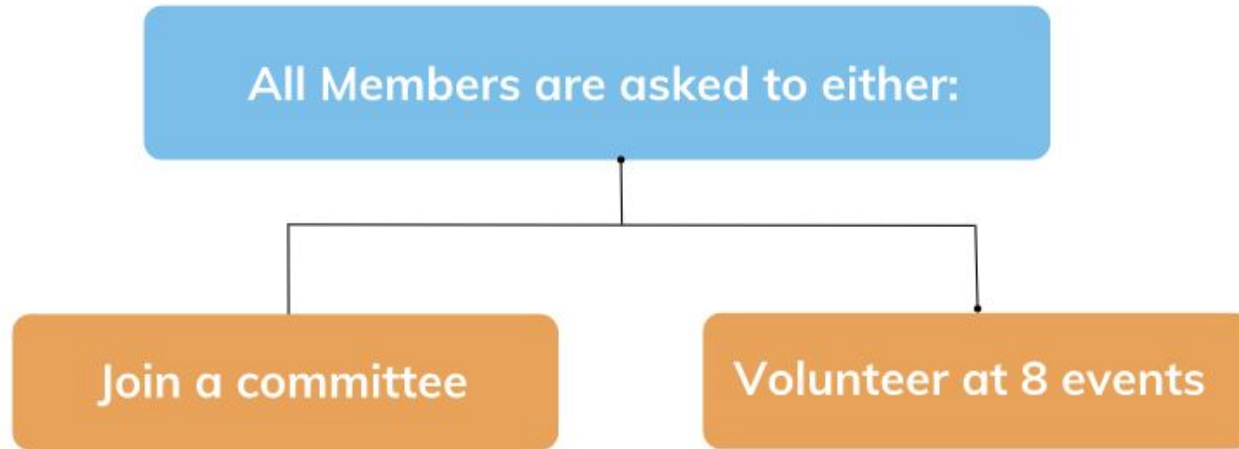 All Members are asked to either:
Join a committee
Volunteer at 8 events